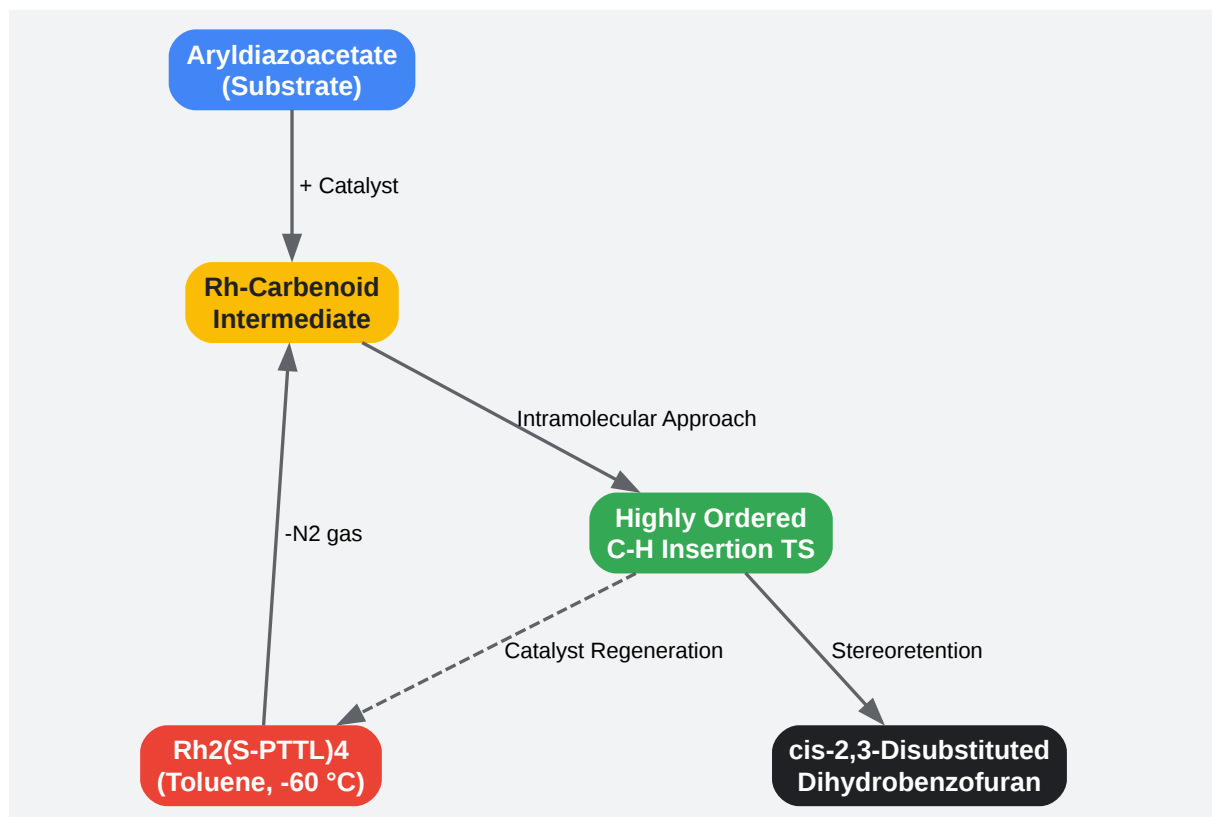 Aryldiazoacetate
(Substrate)
+ Catalyst
Rh-Carbenoid
Intermediate
Intramolecular Approach
-N2 gas
Highly Ordered
C-H Insertion TS
Catalyst Regeneration
Stereoretention
Rh2(S-PTTL)4
(Toluene, -60 °C)
cis-2,3-Disubstituted
Dihydrobenzofuran